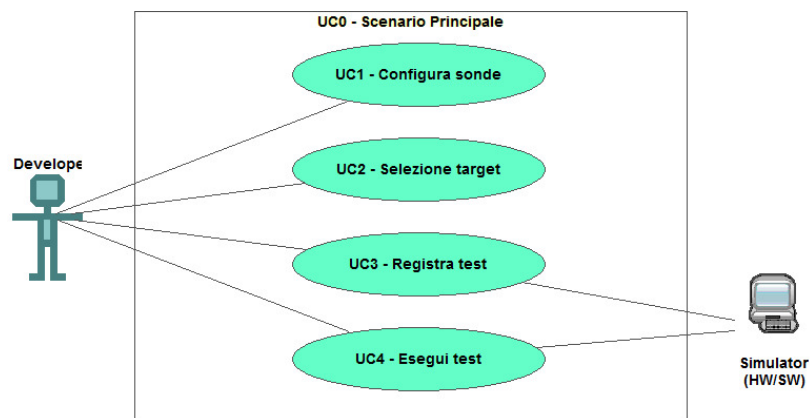 UC0 - Scenario Principale
UC1 - Configura sonde
Develope
UC2 - Selezione target
UC3 - Registra test
UC4 - Esegui test
Simulator
(HW/SW)